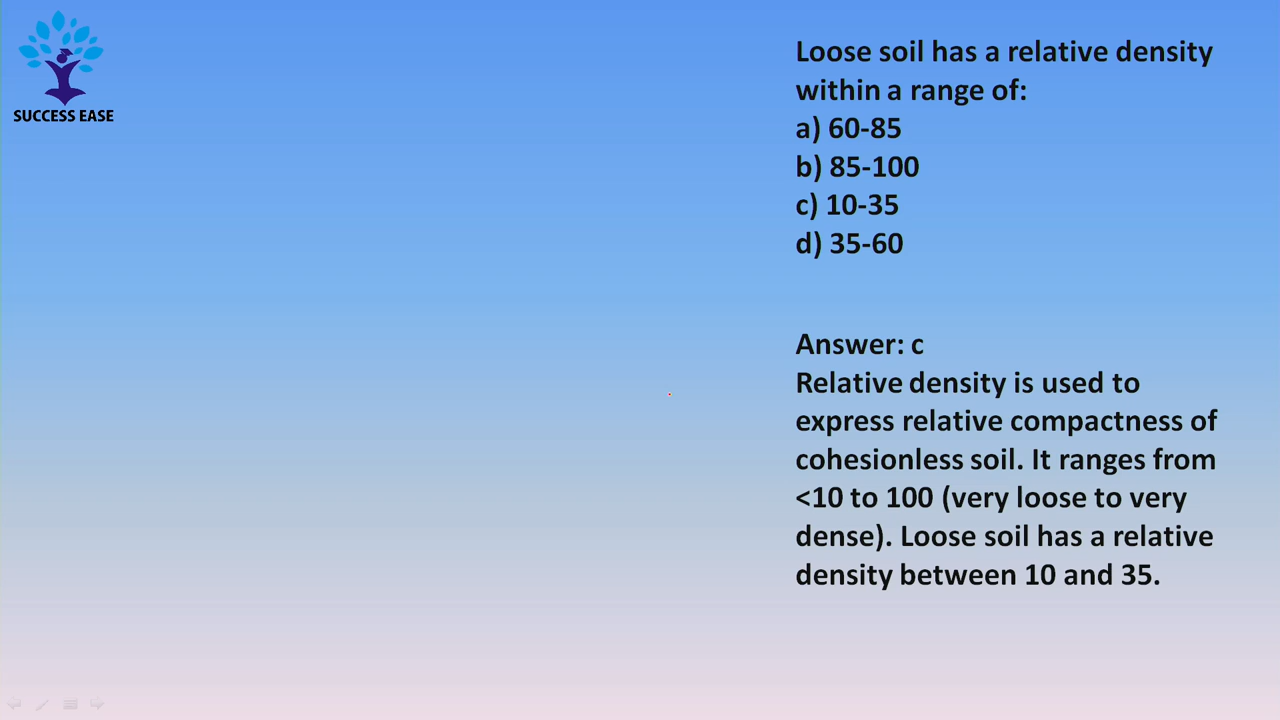 SUCCESS EASE
Loose soil has a relative density
within a range of:
a) 60-85
b) 85-100
c) 10-35
d) 35-60
Answer: c
Relative density is used to
express relative compactness of
cohesionless soil. It ranges from
<10 to 100 (very loose to very
dense). Loose soil has a relative
density between 10 and 35.